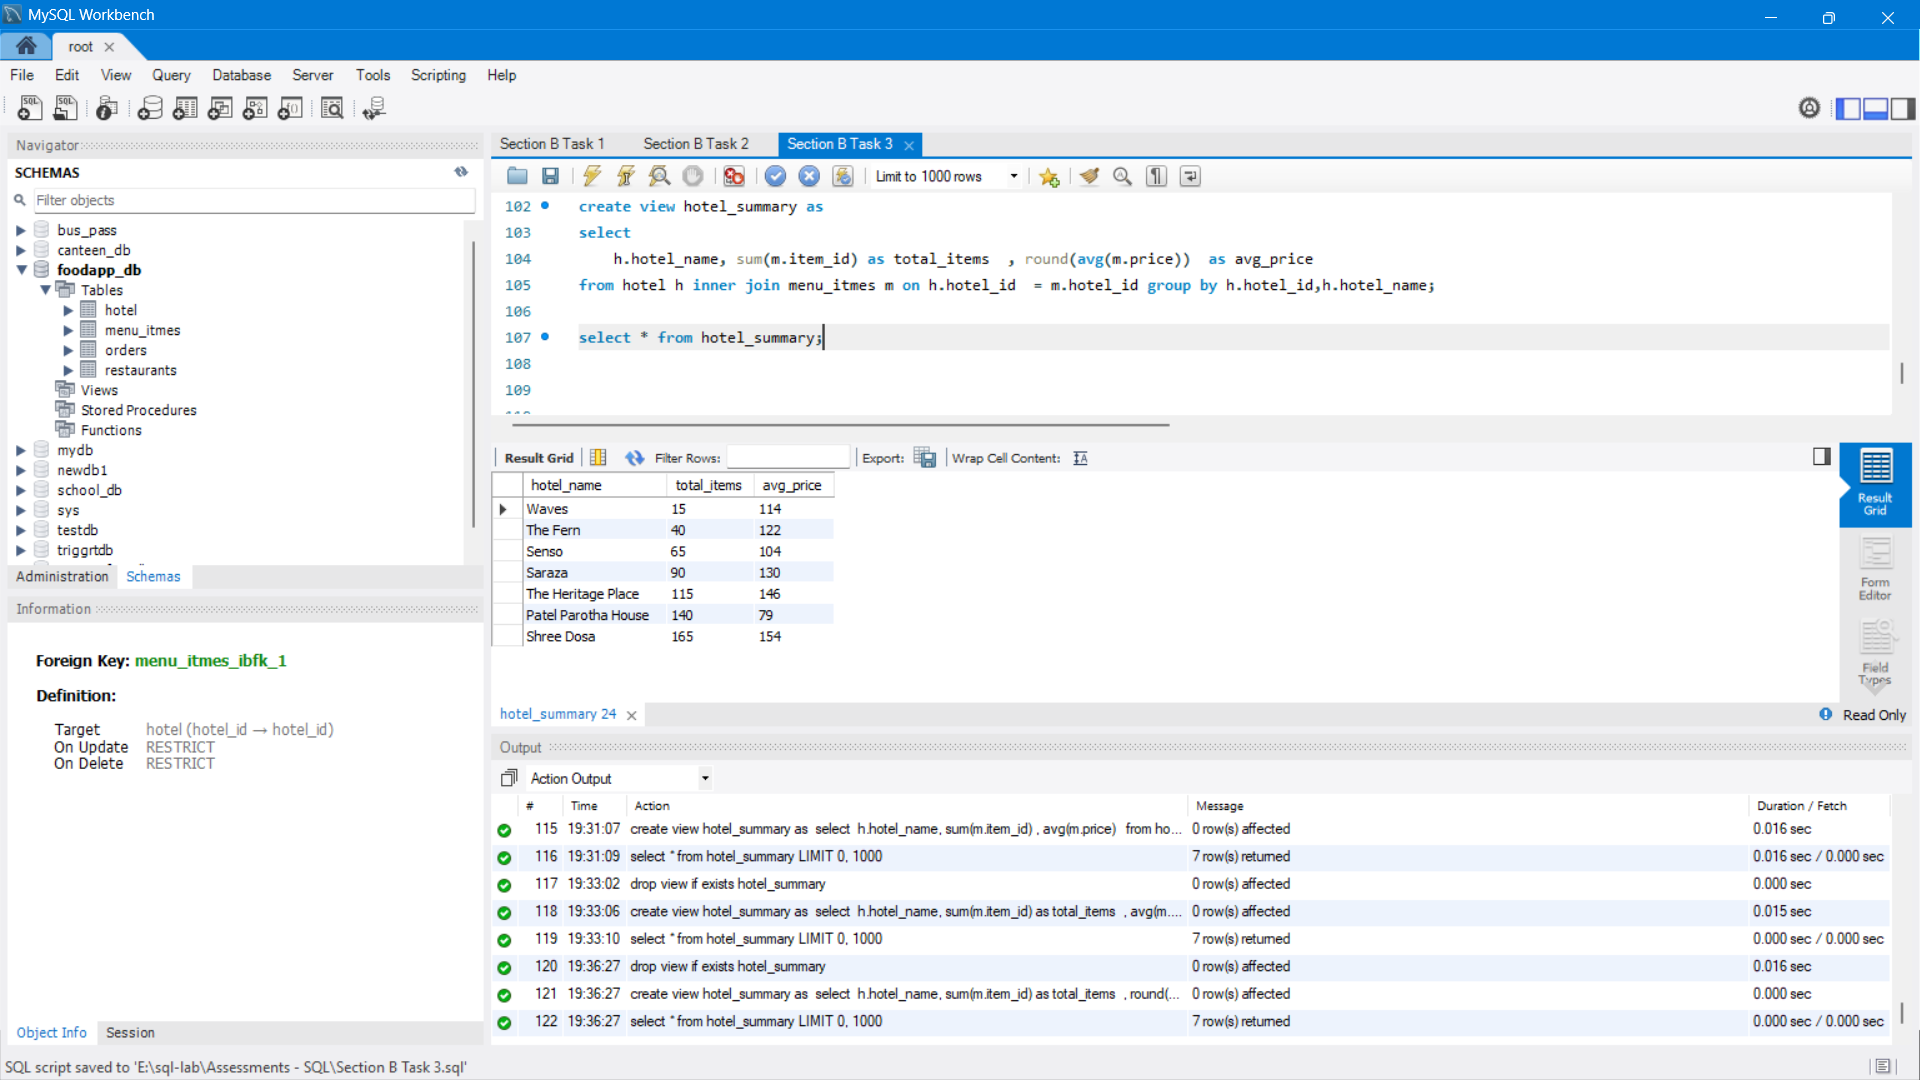 MySQL Workbench
root
File Edit View Query Database Server Tools Scripting Help
Navigator
SCHEMAS
Filter objects
bus_pass
canteen_db
foodapp_db
Tables
hotel
menu_itmes
orders
restaurants
Views
Stored Procedures
Functions
mydb
newdb1
school_db
sys
testdb
triggrtdb
Administration Schemas
Information
Foreign Key: menu_itmes_ibfk_1
Definition:
Target hotel (hotel_id → hotel_id)
On Update RESTRICT
On Delete RESTRICT
Object Info Session
Section B Task 1 Section B Task 2 Section B Task 3
Limit to 1000 rows
102 create view hotel_summary as
103 select
104 h.hotel_name, sum(m.item_id) as total_items , round(avg(m.price)) as avg_price
105 from hotel h inner join menu_itmes m on h.hotel_id = m.hotel_id group by h.hotel_id,h.hotel_name;
106
107 select * from hotel_summary;
108
109
Result Grid Filter Rows: Export: Wrap Cell Content:
hotel_name total_items avg_price
Waves 15 114
The Fern 40 122
Senso 65 104
Saraza 90 130
The Heritage Place 115 146
Patel Parotha House 140 79
Shree Dosa 165 154
Result
Grid
Form
Editor
Field
Types
hotel_summary 24
Read Only
Output
Action Output
# Time Action Message Duration / Fetch
115 19:31:07 create view hotel_summary as select h.hotel_name, sum(m.item_id) , avg(m.price) from ho... 0 row(s) affected 0.016 sec
116 19:31:09 select * from hotel_summary LIMIT 0, 1000 7 row(s) returned 0.016 sec / 0.000 sec
117 19:33:02 drop view if exists hotel_summary 0 row(s) affected 0.000 sec
118 19:33:06 create view hotel_summary as select h.hotel_name, sum(m.item_id) as total_items , avg(m.... 0 row(s) affected 0.015 sec
119 19:33:10 select * from hotel_summary LIMIT 0, 1000 7 row(s) returned 0.000 sec / 0.000 sec
120 19:36:27 drop view if exists hotel_summary 0 row(s) affected 0.016 sec
121 19:36:27 create view hotel_summary as select h.hotel_name, sum(m.item_id) as total_items , round(... 0 row(s) affected 0.000 sec
122 19:36:27 select * from hotel_summary LIMIT 0, 1000 7 row(s) returned 0.000 sec / 0.000 sec
SQL script saved to 'E:\sql-lab\Assessments - SQL\Section B Task 3.sql'